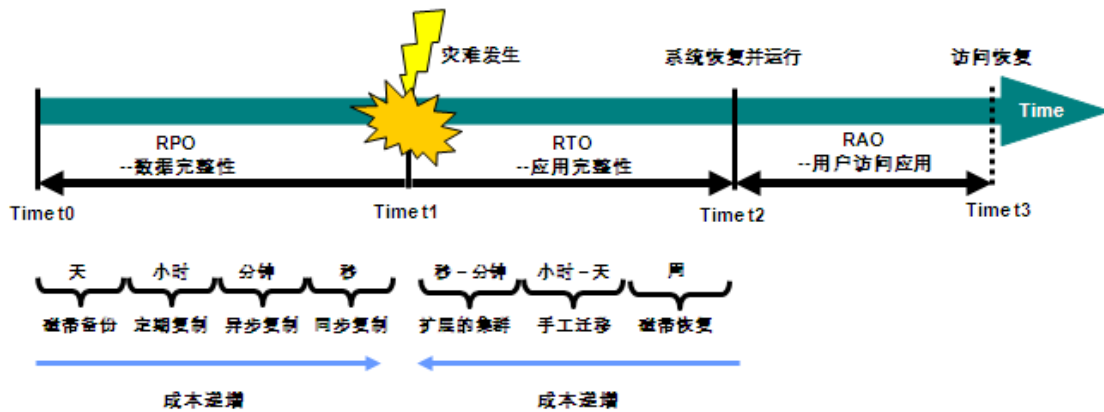 灾难发生
系统恢复并运行
访问恢复
Time
RPO
--数据完整性
RTO
--应用完整性
RAO
--用户访问应用
Time t0
Time t1
Time t2
Time t3
天
小时
分钟
秒
秒－分钟
小时－天
周
磁带备份
定期复制
异步复制
同步复制
扩展的集群
手工迁移
磁带恢复
成本递增
成本递增